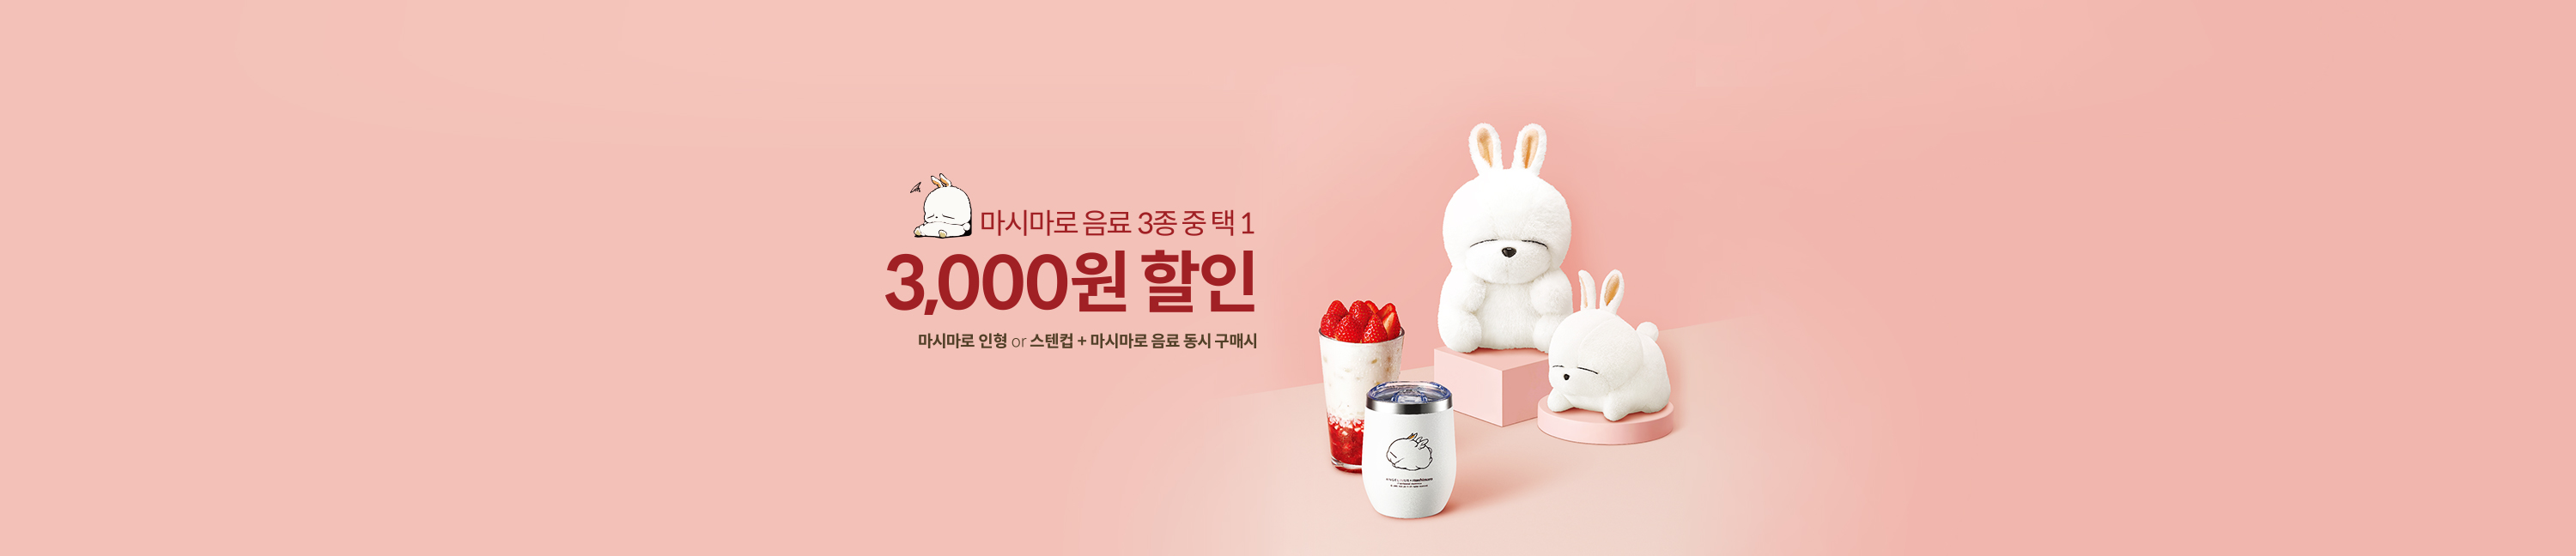 마시마로 음료 3종 중 택 1
3,000원 할인
마시마로 인형 or 스텐컵 + 마시마로 음료 동시 구매시